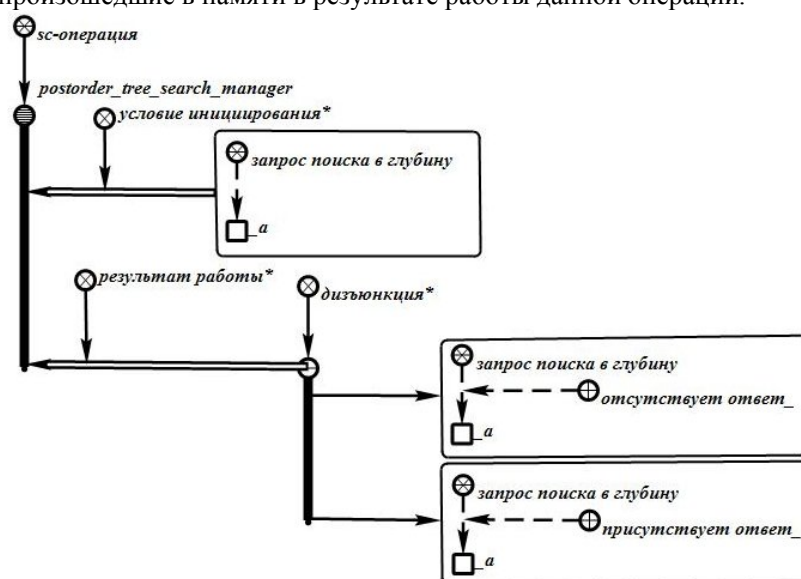 произошедшие в памяти в результате работы данной операции.
sc-операция
postorder_tree_search_manager
условие инициирования*
запрос поиска в глубину
_a
результат работы*
дизъюнкция*
запрос поиска в глубину
отсутствует ответ_
_a
запрос поиска в глубину
присутствует ответ_
_a